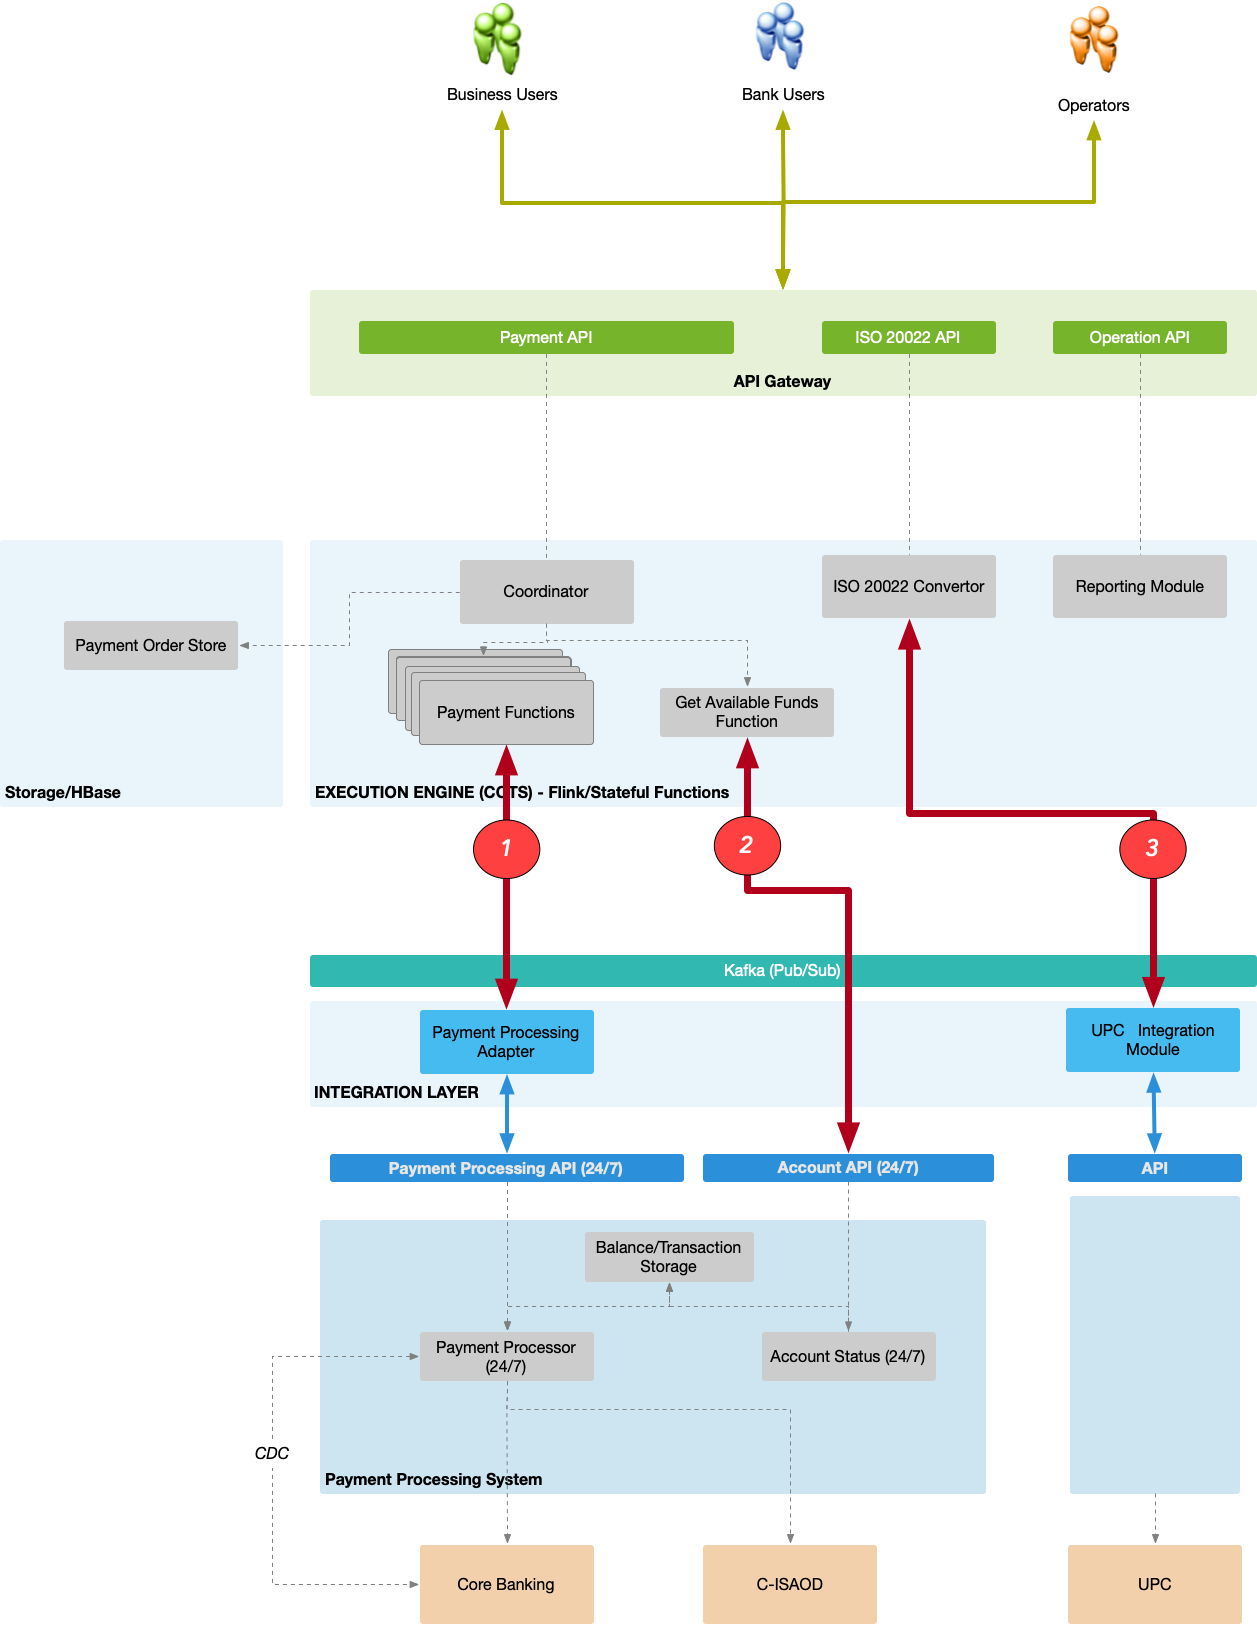 Business Users
Bank Users
Operators
Payment API
ISO 20022 API
Operation API
API Gateway
Coordinator
ISO 20022 Convertor
Reporting Module
Payment Order Store
Payment Functions
Get Available Funds
Function
Storage/HBase
EXECUTION ENGINE (COTS) - Flink/Stateful Functions
1
2
3
Kafka (Pub/Sub)
Payment Processing
Adapter
UPC Integration
Module
INTEGRATION LAYER
Payment Processing API (24/7)
Account API (24/7)
API
Balance/Transaction
Storage
Payment Processor
(24/7)
Account Status (24/7)
CDC
Payment Processing System
Core Banking
C-ISAOD
UPC